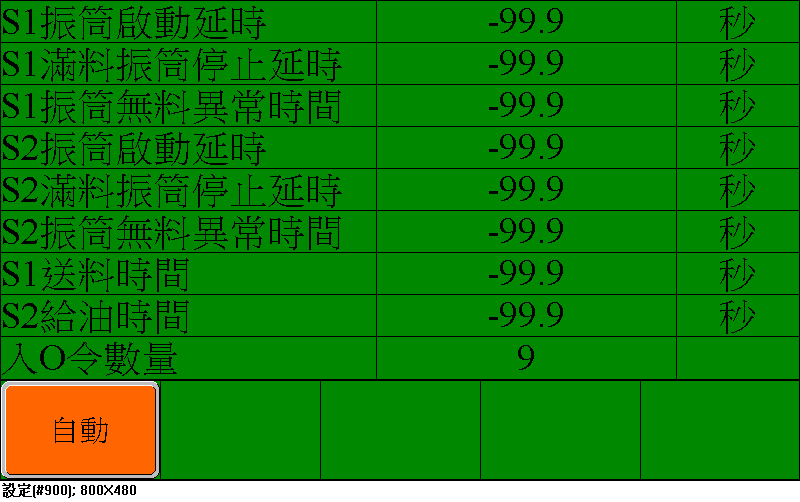 S1振筒啟動延時 -99.9 秒
S1滿料振筒停止延時 -99.9 秒
S1振筒無料異常時間 -99.9 秒
S2振筒啟動延時 -99.9 秒
S2滿料振筒停止延時 -99.9 秒
S2振筒無料異常時間 -99.9 秒
S1送料時間 -99.9 秒
S2給油時間 -99.9 秒
入O令數量 9
自動
設定(#900); 800X480